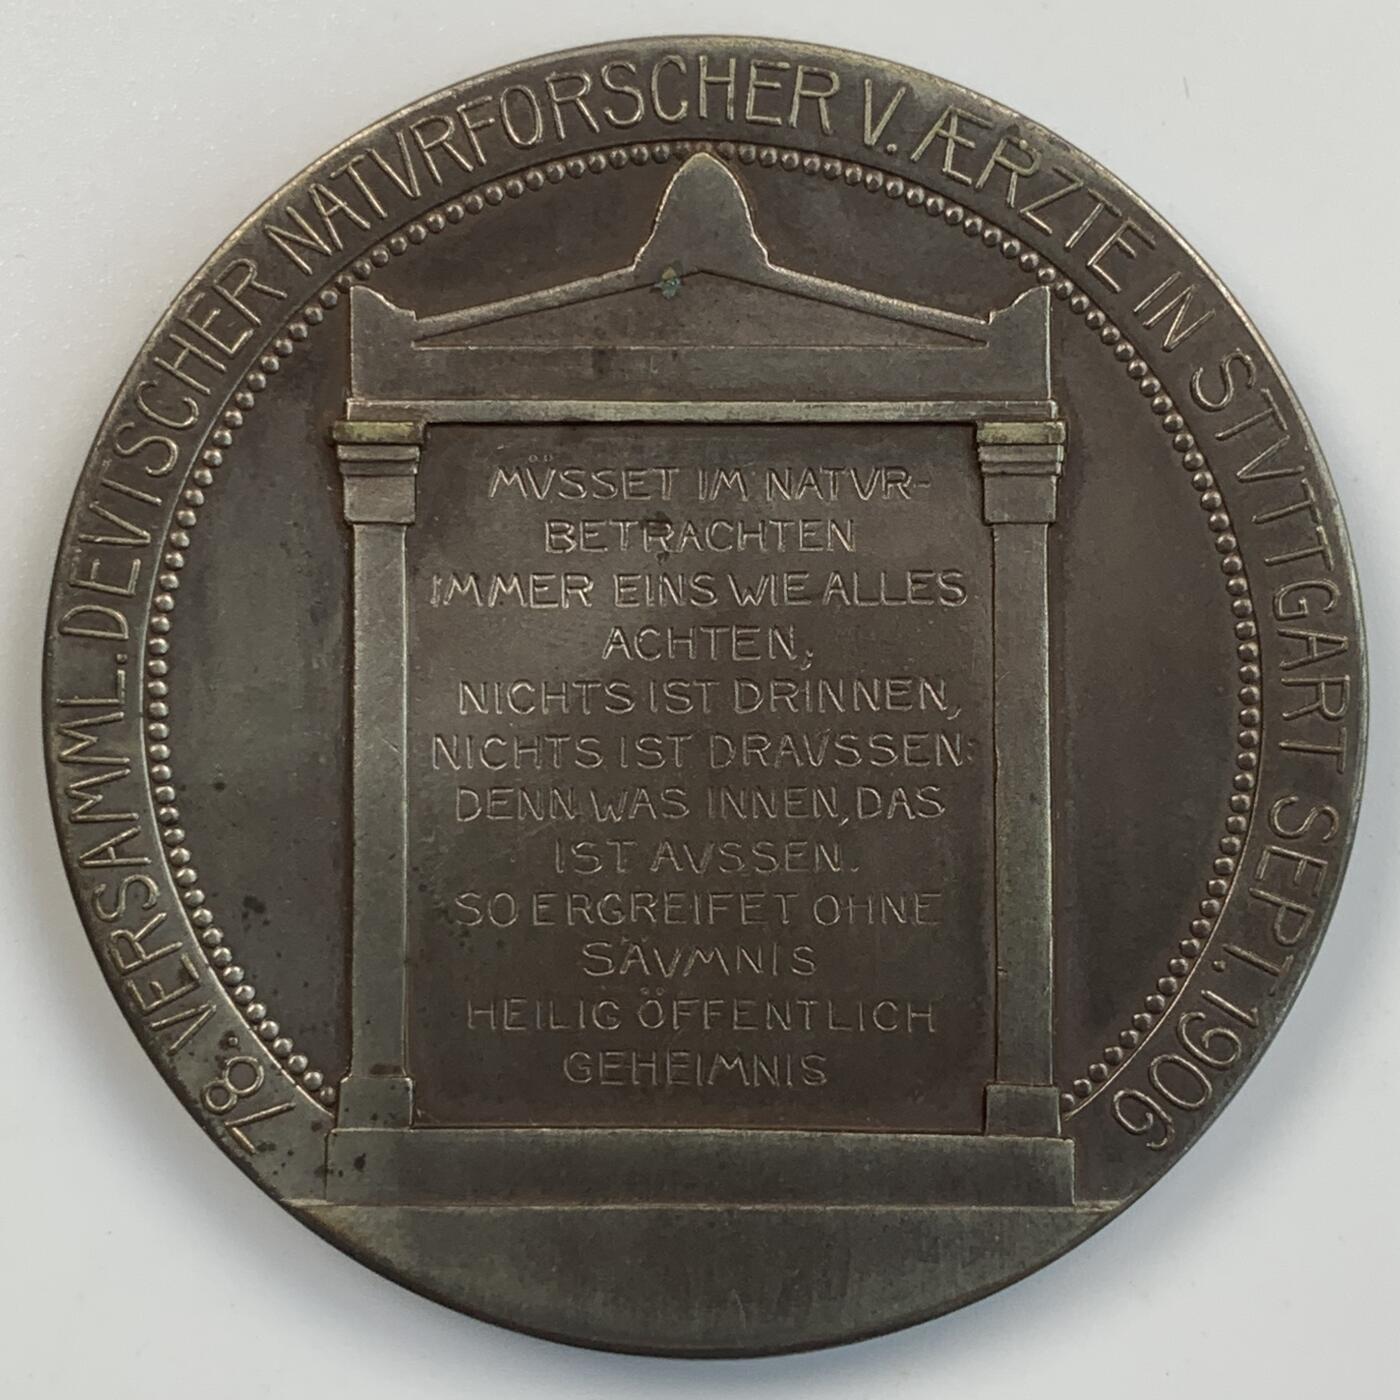 78. VERSAMML. DEVTSCHER NATVRFORSCHER V. ÆRZTE IN STVTTGART SEPT. 1906
MÜSSET IM NATVR-
BETRACHTEN
IMMER EINS WIE ALLES
ACHTEN;
NICHTS IST DRINNEN,
NICHTS IST DRAVSSEN:
DENN WAS INNEN, DAS
IST AVSSEN.
SO ERGREIFET OHNE
SÄVMNIS
HEILIG ÖFFENTLICH
GEHEIMNIS